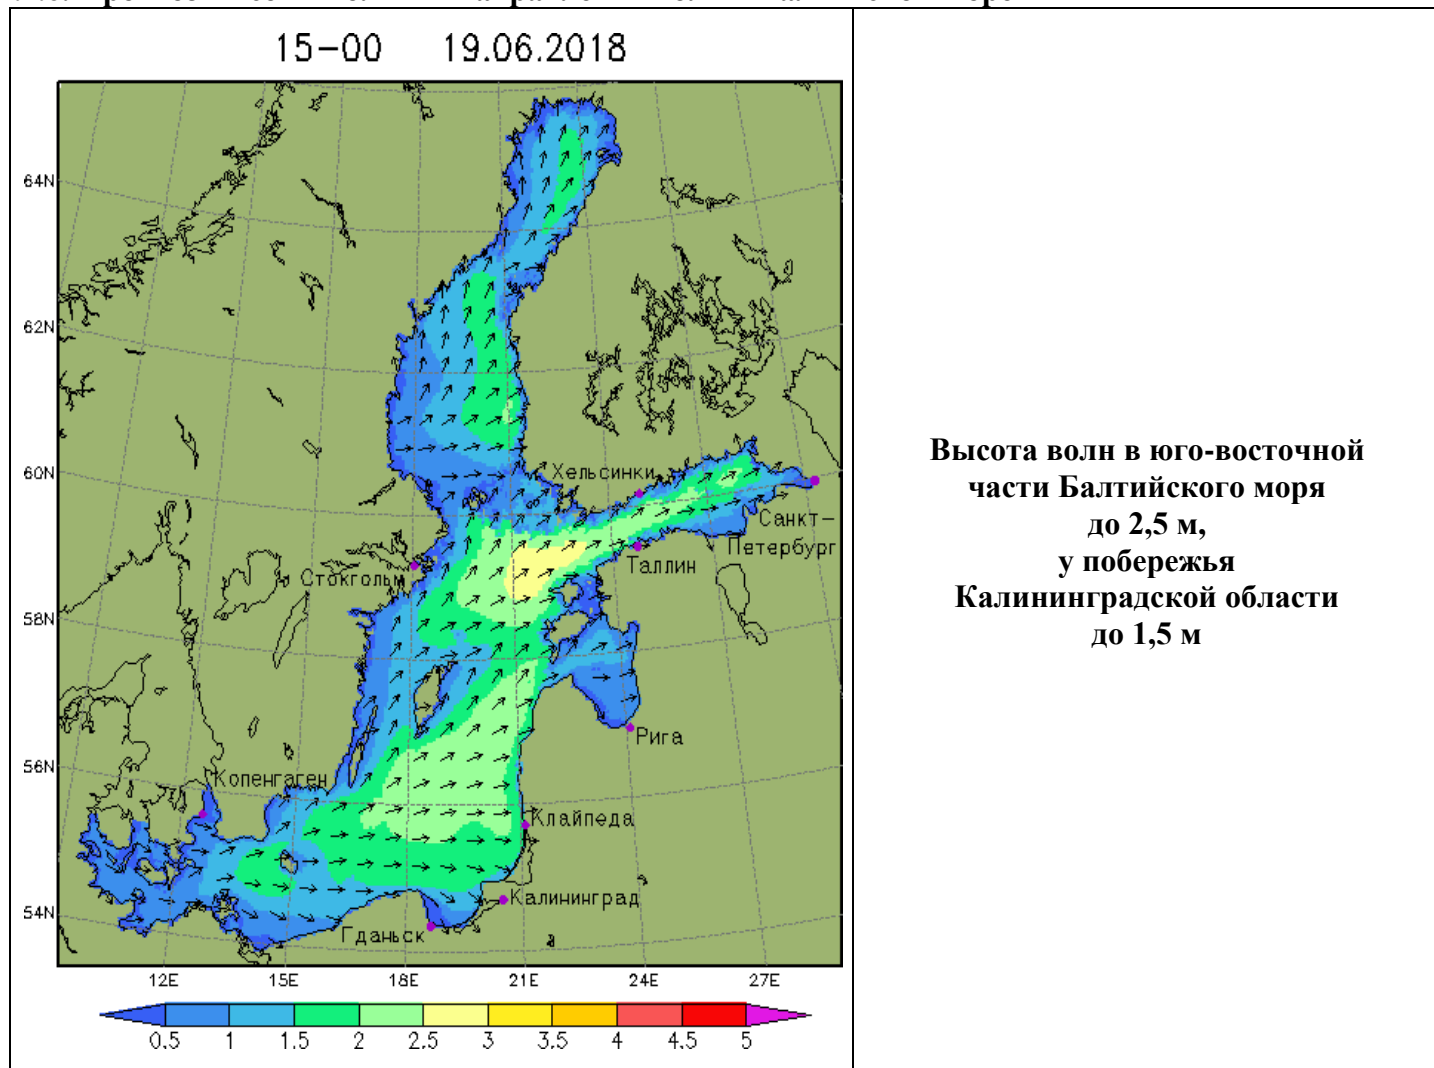 15-00 19.06.2018
64N
62N
60N
58N
56N
54N
Хельсинки
Санкт-
Петербург
Таллин
Стокгольм
Рига
Копенгаген
Клайпеда
Калининград
Гданьск
12E 15E 18E 21E 24E 27E
0.5 1 1.5 2 2.5 3 3.5 4 4.5 5
Высота волн в юго-восточной
части Балтийского моря
до 2,5 м,
у побережья
Калининградской области
до 1,5 м